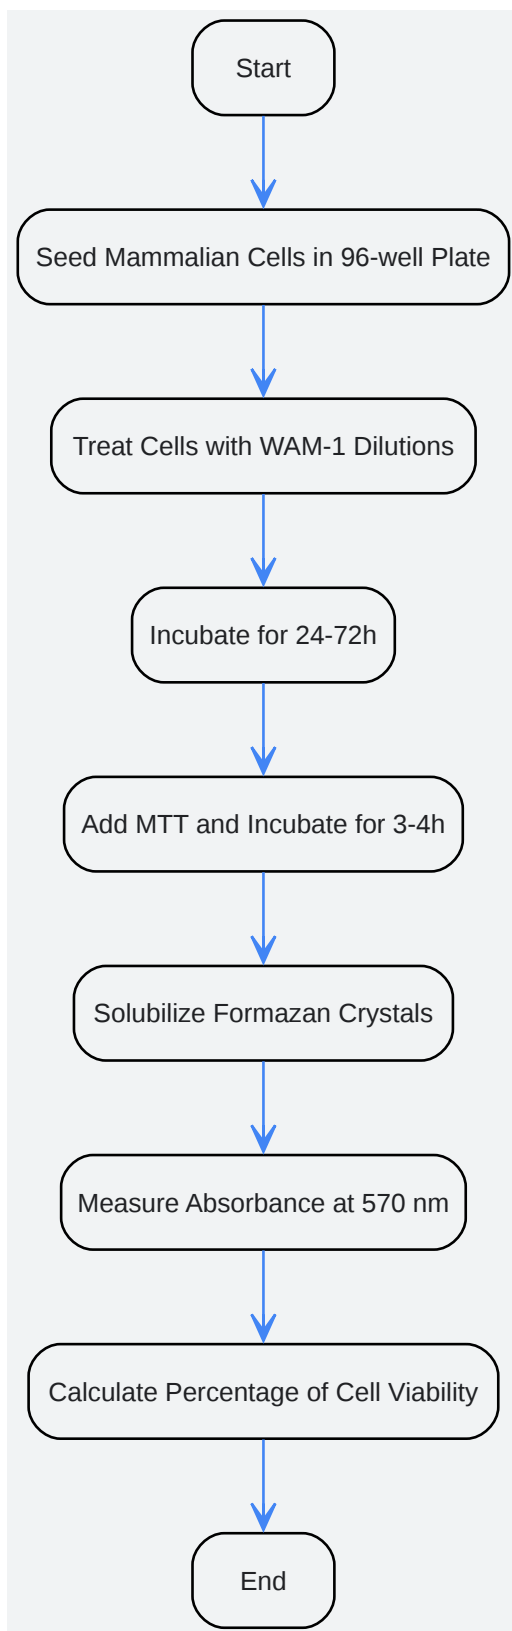 Start
Seed Mammalian Cells in 96-well Plate
Treat Cells with WAM-1 Dilutions
Incubate for 24-72h
Add MTT and Incubate for 3-4h
Solubilize Formazan Crystals
Measure Absorbance at 570 nm
Calculate Percentage of Cell Viability
End